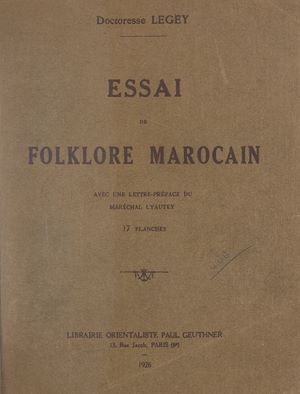 Doctoresse LEGEY
ESSAI
DE
FOLKLORE MAROCAIN
AVEC UNE LETTRE-PRÉFACE DU
MARÉCHAL LYAUTEY
17 PLANCHES
LIBRAIRIE ORIENTALISTE PAUL GEUTHNER
13, Rue Jacob, PARIS (6ᵉ)
1926